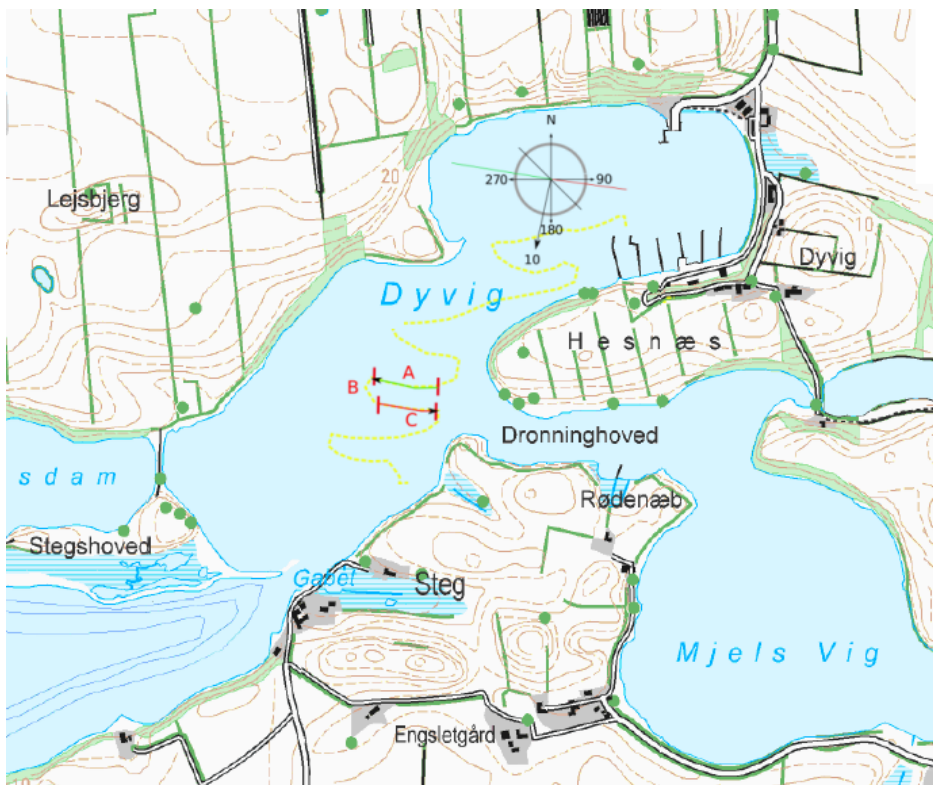 N
270
90
180
10
20
Lejsbjerg
Dyvig
Dyvig
10
Hesnæs
A
B
C
Dronninghoved
sdam
Rødenæb
Stegshoved
Gabet
Steg
Mjels Vig
Engsletgård
10